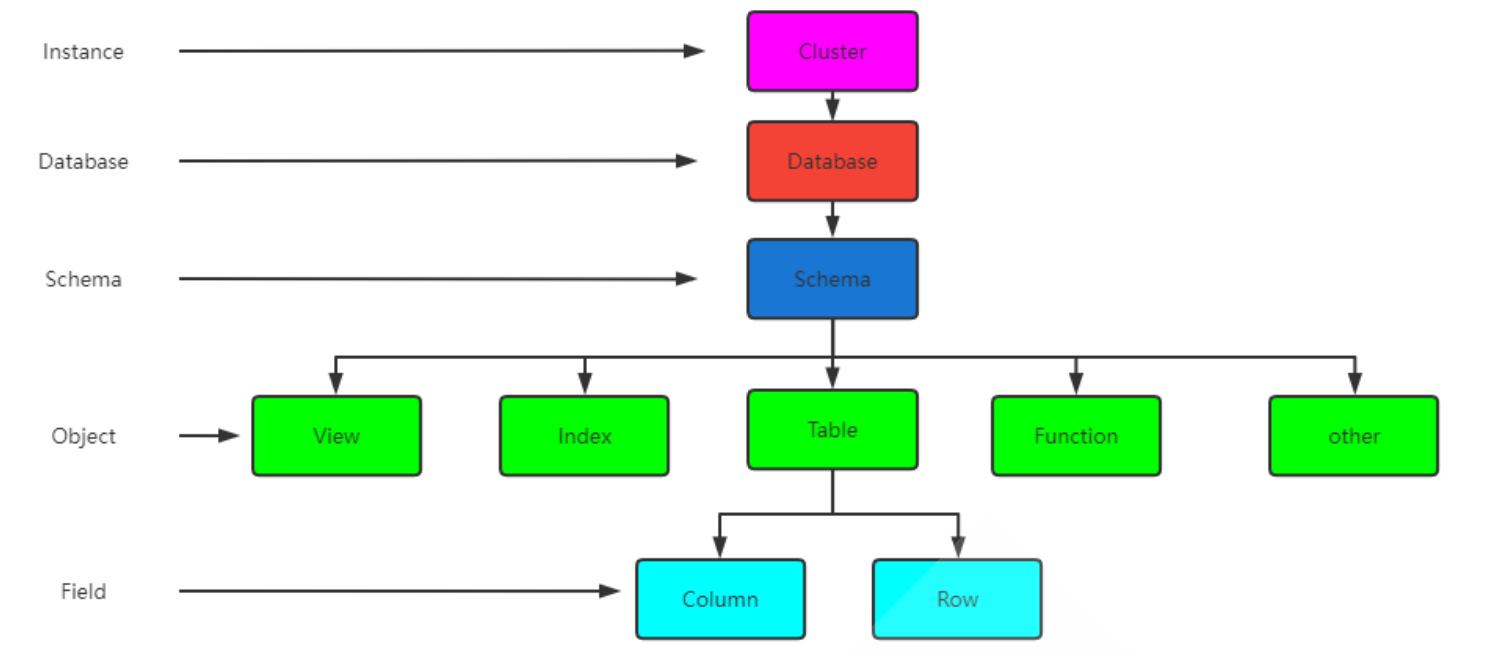 Instance
Cluster
Database
Database
Schema
Schema
Object
View
Index
Table
Function
other
Field
Column
Row